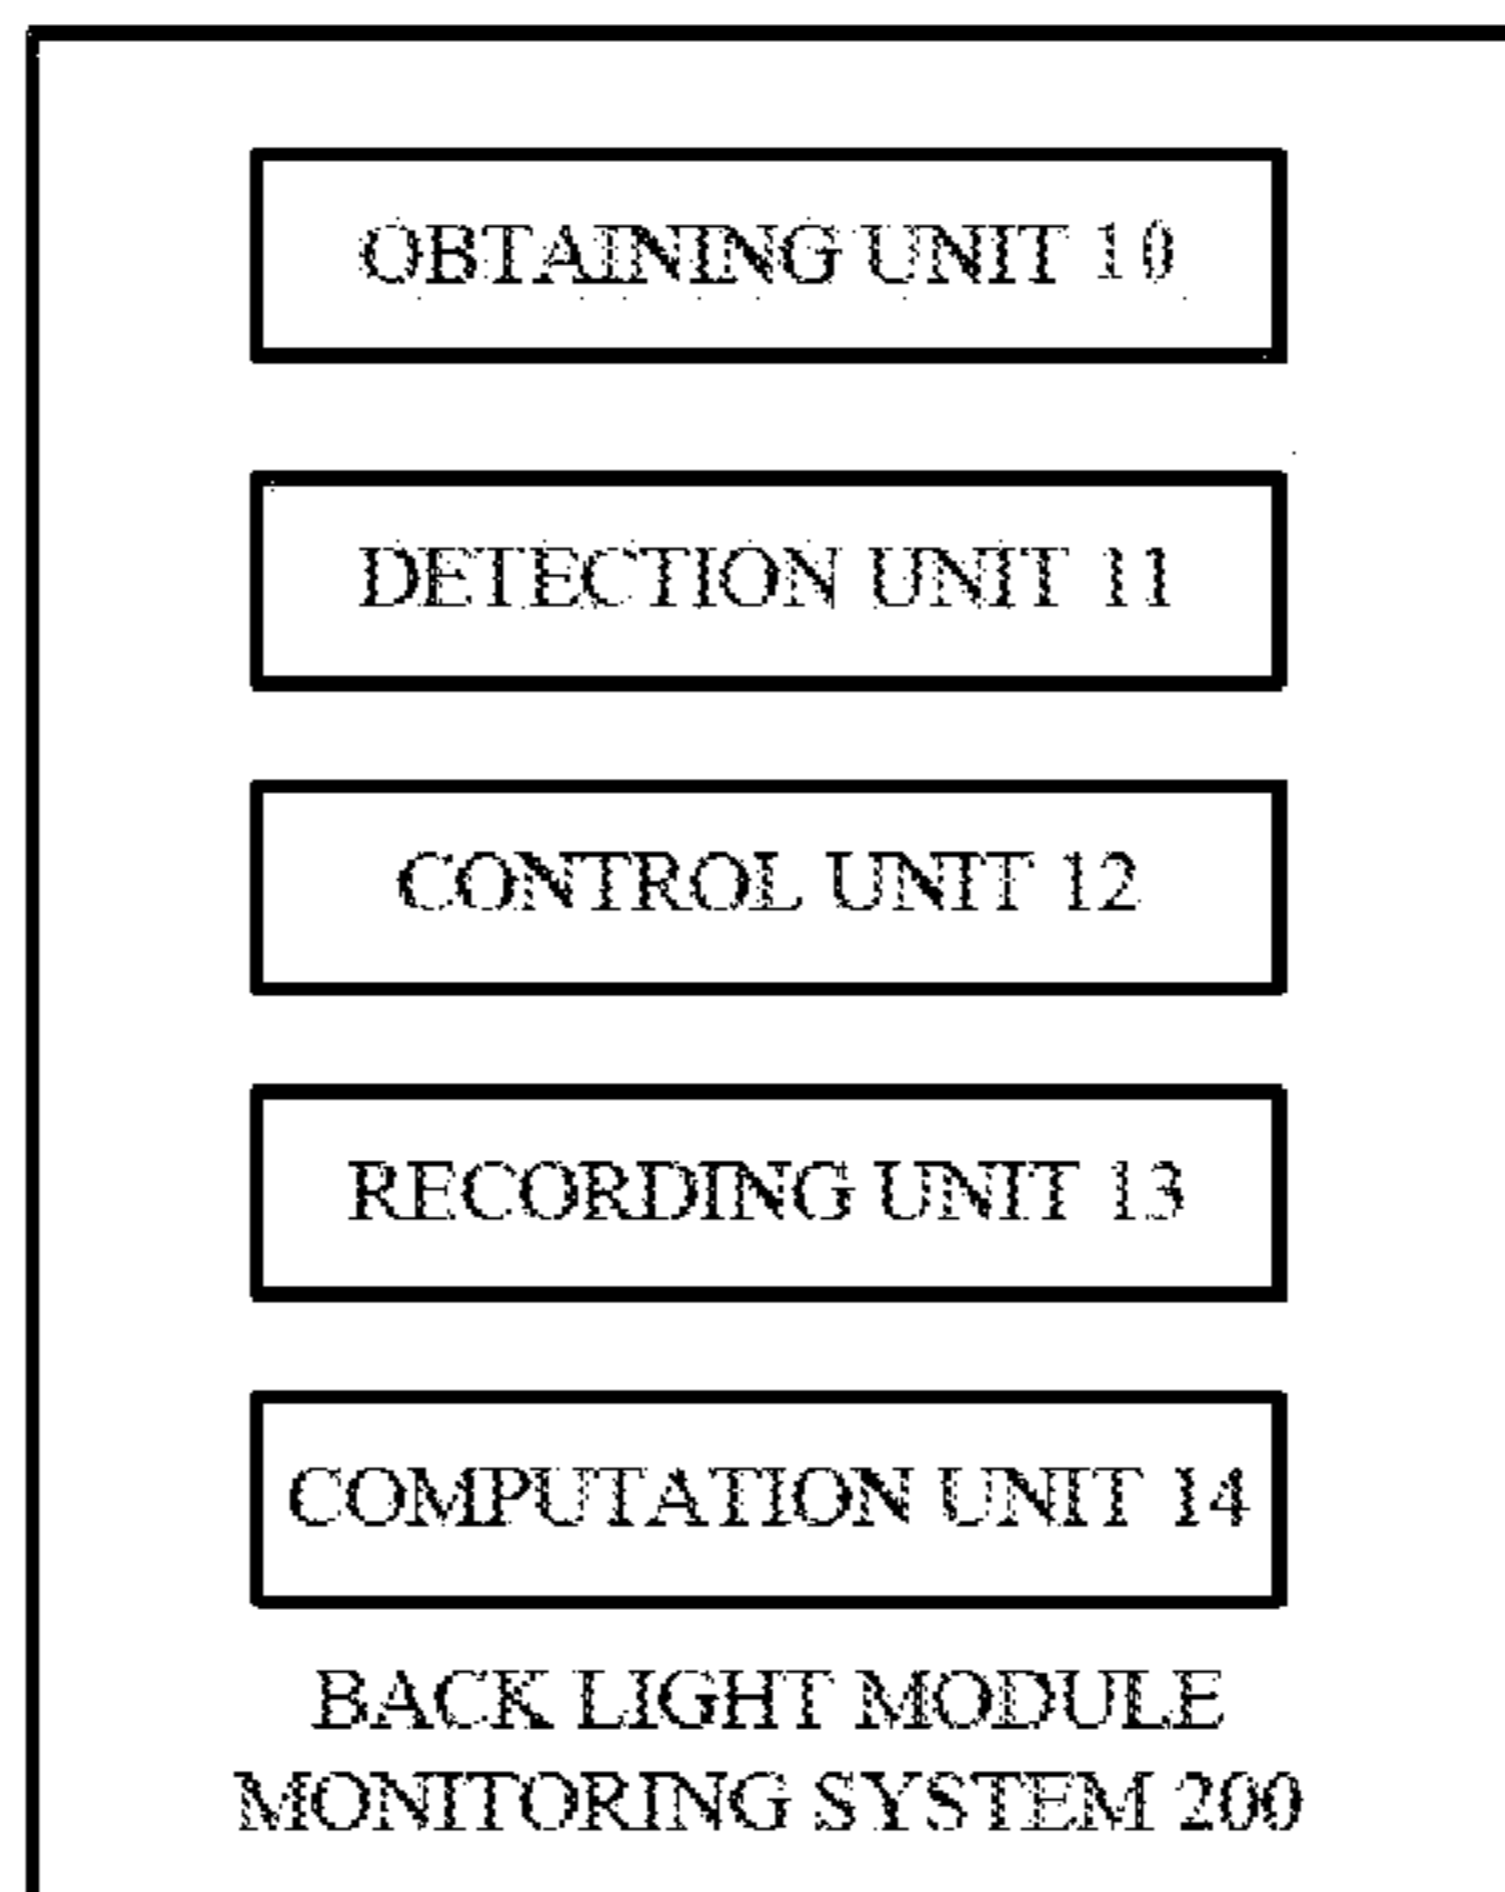 OBTAINING UNIT 10
DETECTION UNIT 11
CONTROL UNIT 12
RECORDING UNIT 13
COMPUTATION UNIT 14
BACK LIGHT MODULE
MONITORING SYSTEM 200